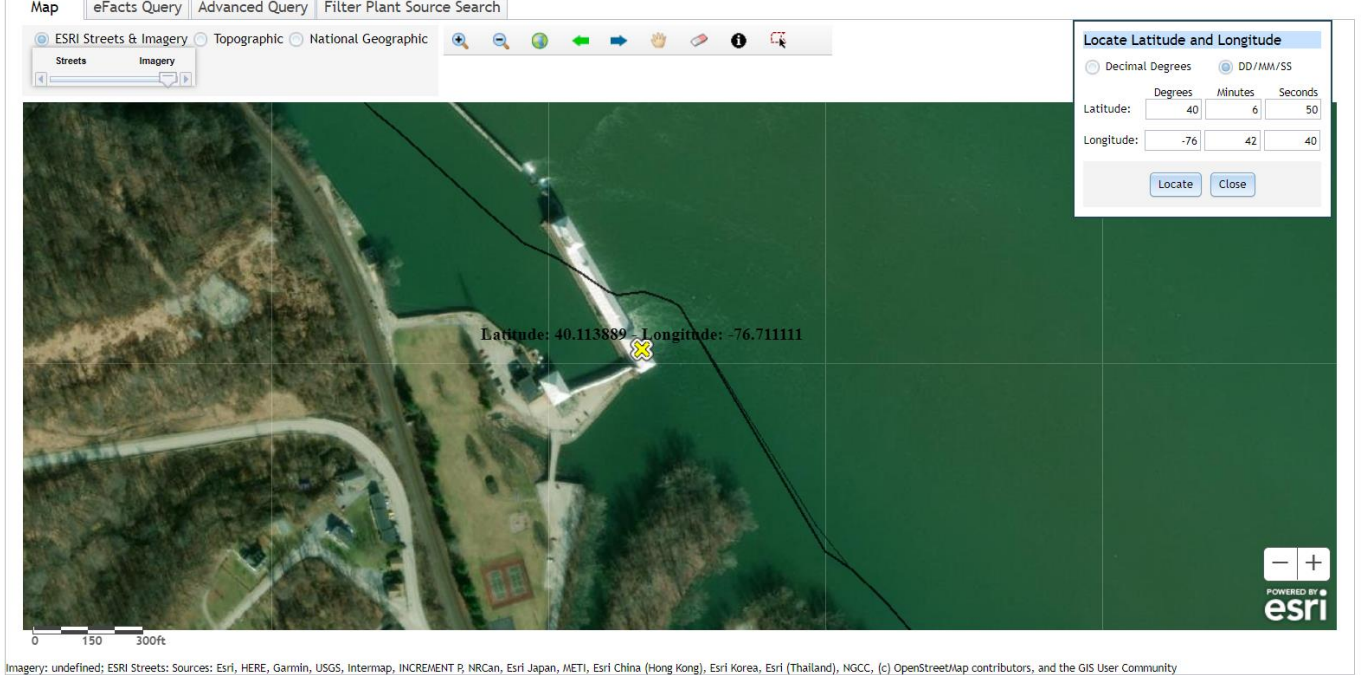 Map eFacts Query Advanced Query Filter Plant Source Search
ESRI Streets & Imagery Topographic National Geographic
Streets Imagery
Locate Latitude and Longitude
Decimal Degrees DD/MM/SS
Degrees Minutes Seconds
Latitude: 40 6 50
Longitude: -76 42 40
Locate Close
Latitude: 40.113889 - Longitude: -76.711111
POWERED BY
esri
0 150 300ft
Imagery: undefined; ESRI Streets: Sources: Esri, HERE, Garmin, USGS, Intermap, INCREMENT P, NRCan, Esri Japan, METI, Esri China (Hong Kong), Esri Korea, Esri (Thailand), NGCC, (c) OpenStreetMap contributors, and the GIS User Community